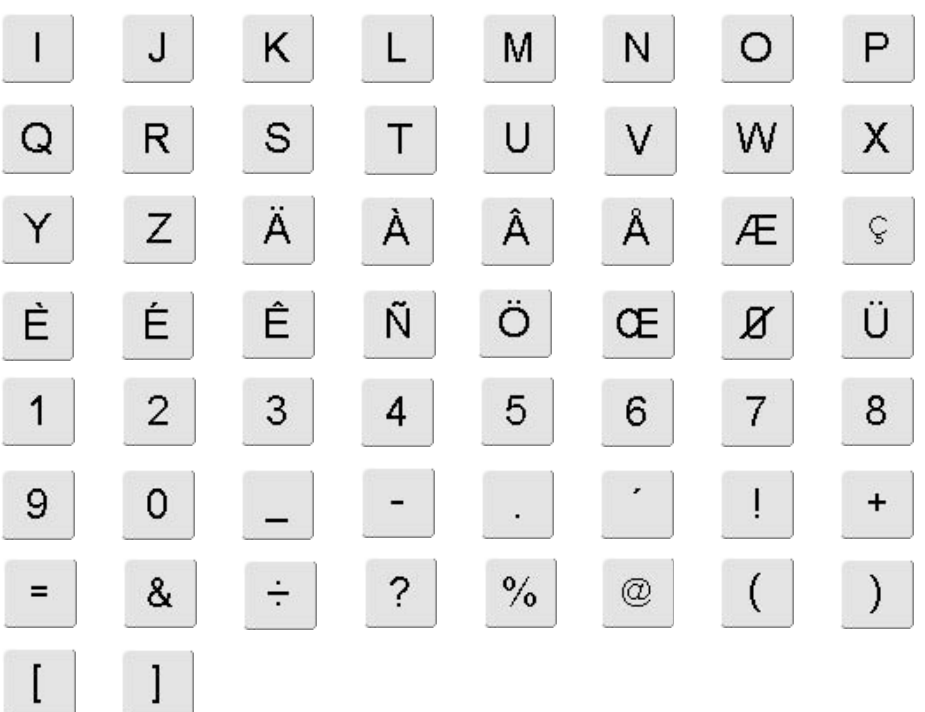 I J K L M N O P
Q R S T U V W X
Y Z Ä À Â Å Æ ç
È É Ê Ñ Ö Œ Ø Ü
1 2 3 4 5 6 7 8
9 0 _ - . ´ ! +
= & ÷ ? % @ ( )
[ ]